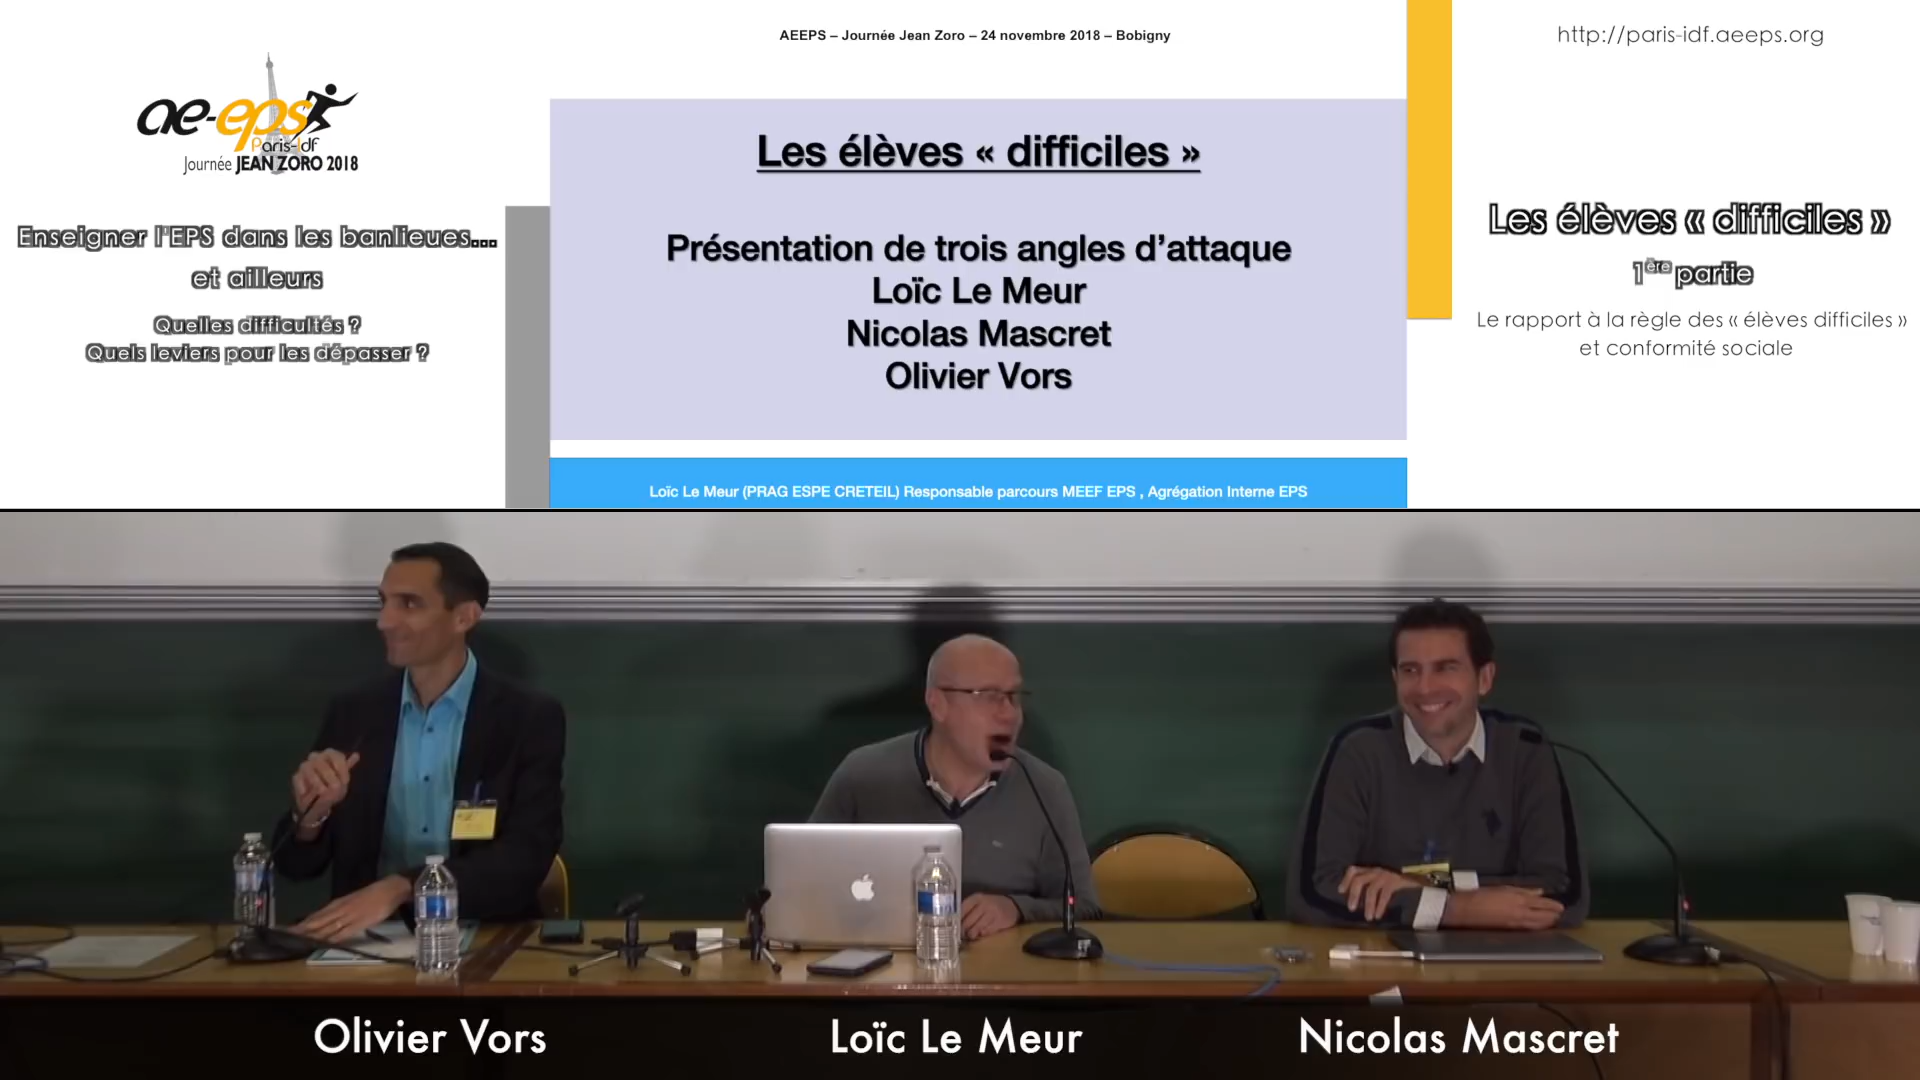 AEEPS – Journée Jean Zoro – 24 novembre 2018 – Bobigny
http://paris-idf.aeeps.org
ae-eps
Paris-Idf
Journée JEAN ZORO 2018
Enseigner l'EPS dans les banlieues...
et ailleurs
Quelles difficultés ?
Quels leviers pour les dépasser ?
Les élèves « difficiles »
Présentation de trois angles d’attaque
Loïc Le Meur
Nicolas Mascret
Olivier Vors
Loïc Le Meur (PRAG ESPE CRETEIL) Responsable parcours MEEF EPS , Agrégation Interne EPS
Les élèves « difficiles »
1ère partie
Le rapport à la règle des « élèves difficiles »
et conformité sociale
Olivier Vors
Loïc Le Meur
Nicolas Mascret